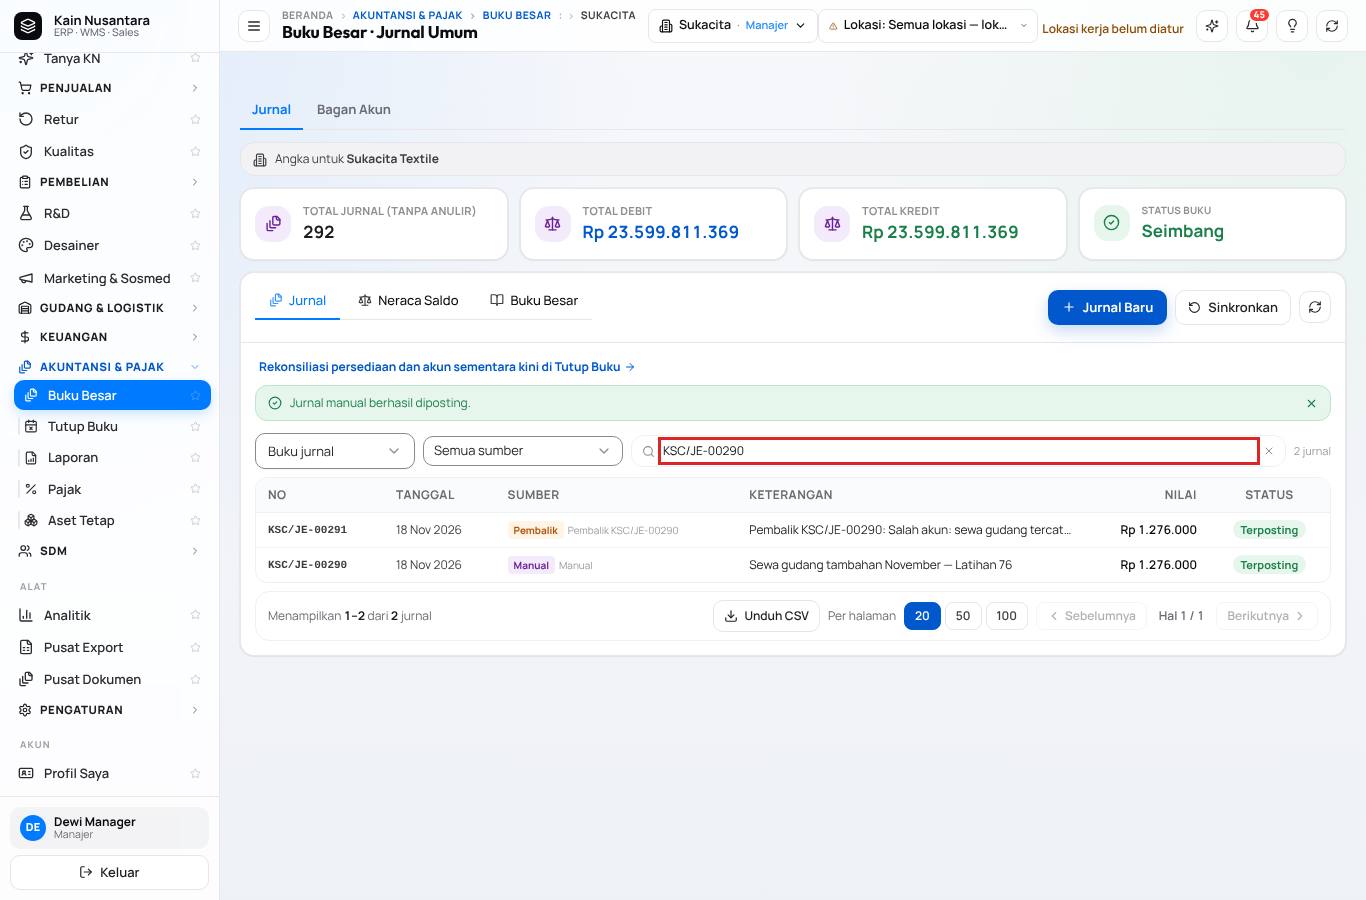 Kain Nusantara
ERP · WMS · Sales
Tanya KN
PENJUALAN
Retur
Kualitas
PEMBELIAN
R&D
Desainer
Marketing & Sosmed
GUDANG & LOGISTIK
KEUANGAN
AKUNTANSI & PAJAK
Buku Besar
Tutup Buku
Laporan
Pajak
Aset Tetap
SDM
ALAT
Analitik
Pusat Export
Pusat Dokumen
PENGATURAN
AKUN
Profil Saya
DE
Dewi Manager
Manajer
Keluar
BERANDA › AKUNTANSI & PAJAK › BUKU BESAR : › SUKACITA
Buku Besar · Jurnal Umum
Sukacita · Manajer
Lokasi: Semua lokasi — lok...
Lokasi kerja belum diatur
45
Jurnal Bagan Akun
Angka untuk Sukacita Textile
TOTAL JURNAL (TANPA ANULIR)
292
TOTAL DEBIT
Rp 23.599.811.369
TOTAL KREDIT
Rp 23.599.811.369
STATUS BUKU
Seimbang
Jurnal Neraca Saldo Buku Besar
+ Jurnal Baru
Sinkronkan
Rekonsiliasi persediaan dan akun sementara kini di Tutup Buku →
Jurnal manual berhasil diposting.
Buku jurnal
Semua sumber
KSC/JE-00290
2 jurnal
NO TANGGAL SUMBER KETERANGAN NILAI STATUS
KSC/JE-00291 18 Nov 2026 Pembalik Pembalik KSC/JE-00290 Pembalik KSC/JE-00290: Salah akun: sewa gudang tercat... Rp 1.276.000 Terposting
KSC/JE-00290 18 Nov 2026 Manual Manual Sewa gudang tambahan November — Latihan 76 Rp 1.276.000 Terposting
Menampilkan 1–2 dari 2 jurnal
Unduh CSV
Per halaman 20 50 100
Sebelumnya
Hal 1 / 1
Berikutnya